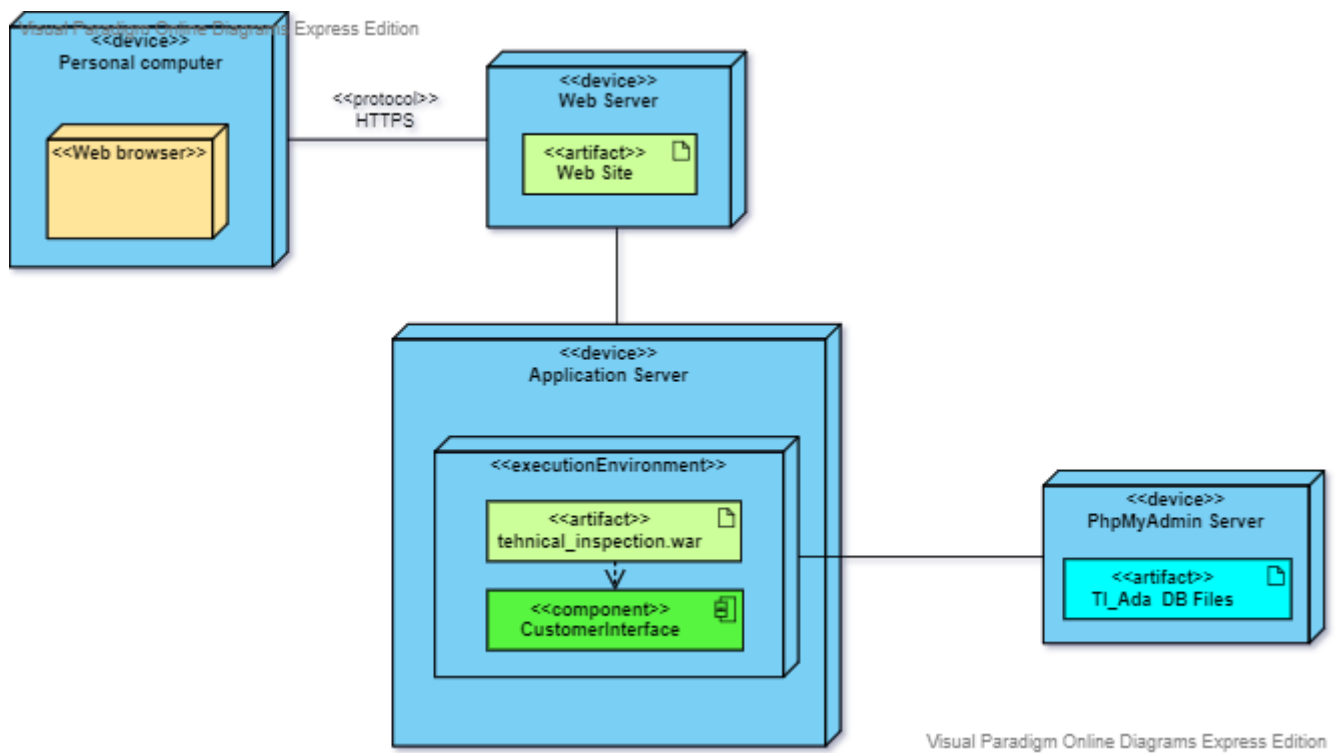 Visual Paradigm Online Diagrams Express Edition
<<device>>
Personal computer
<<Web browser>>
<<protocol>>
HTTPS
<<device>>
Web Server
<<artifact>>
Web Site
<<device>>
Application Server
<<executionEnvironment>>
<<artifact>>
tehnical_inspection.war
<<component>>
CustomerInterface
<<device>>
PhpMyAdmin Server
<<artifact>>
TI_Ada DB Files
Visual Paradigm Online Diagrams Express Edition